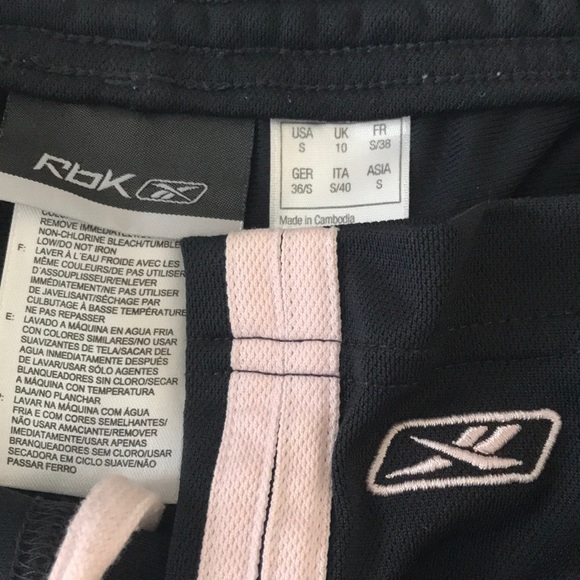 Rbk
USA UK FR
S 10 S/38
GER ITA ASIA
36/S S/40 S
Made in Cambodia
REMOVE IMMEDIATELY
NON-CHLORINE BLEACH/TUMBLE
LOW/DO NOT IRON
F: LAVER À L'EAU FROIDE AVEC LES
MÊME COULEURS/DE PAS UTILISER
D'ASSOUPLISEUR/ENLEVER
IMMÉDIATEMENT/NE PAS UTILISER
DE JAVELISANT/SÉCHAGE PAR
CULBUTAGE À BASSE TEMPÉRATURE
NE PAS REPASSER
E: LAVADO A MÁQUINA EN AGUA FRIA
CON COLORES SIMILARES/NO USAR
SUAVIZANTES DE TELA/SACAR DEL
AGUA INMEDIATAMENTE DESPUÉS
DE LAVAR/USAR SÓLO AGENTES
BLANQUEADORES SIN CLORO/SECAR
A MÁQUINA CON TEMPERATURA
BAJA/NO PLANCHAR
LAVAR NA MÁQUINA COM ÁGUA
FRIA E COM CORES SEMELHANTES/
NÃO USAR AMACIANTE/REMOVER
IMEDIATAMENTE/USAR APENAS
BRANQUEADORES SEM CLORO/USAR
SECADORA EM CICLO SUAVE/NÃO
PASSAR FERRO